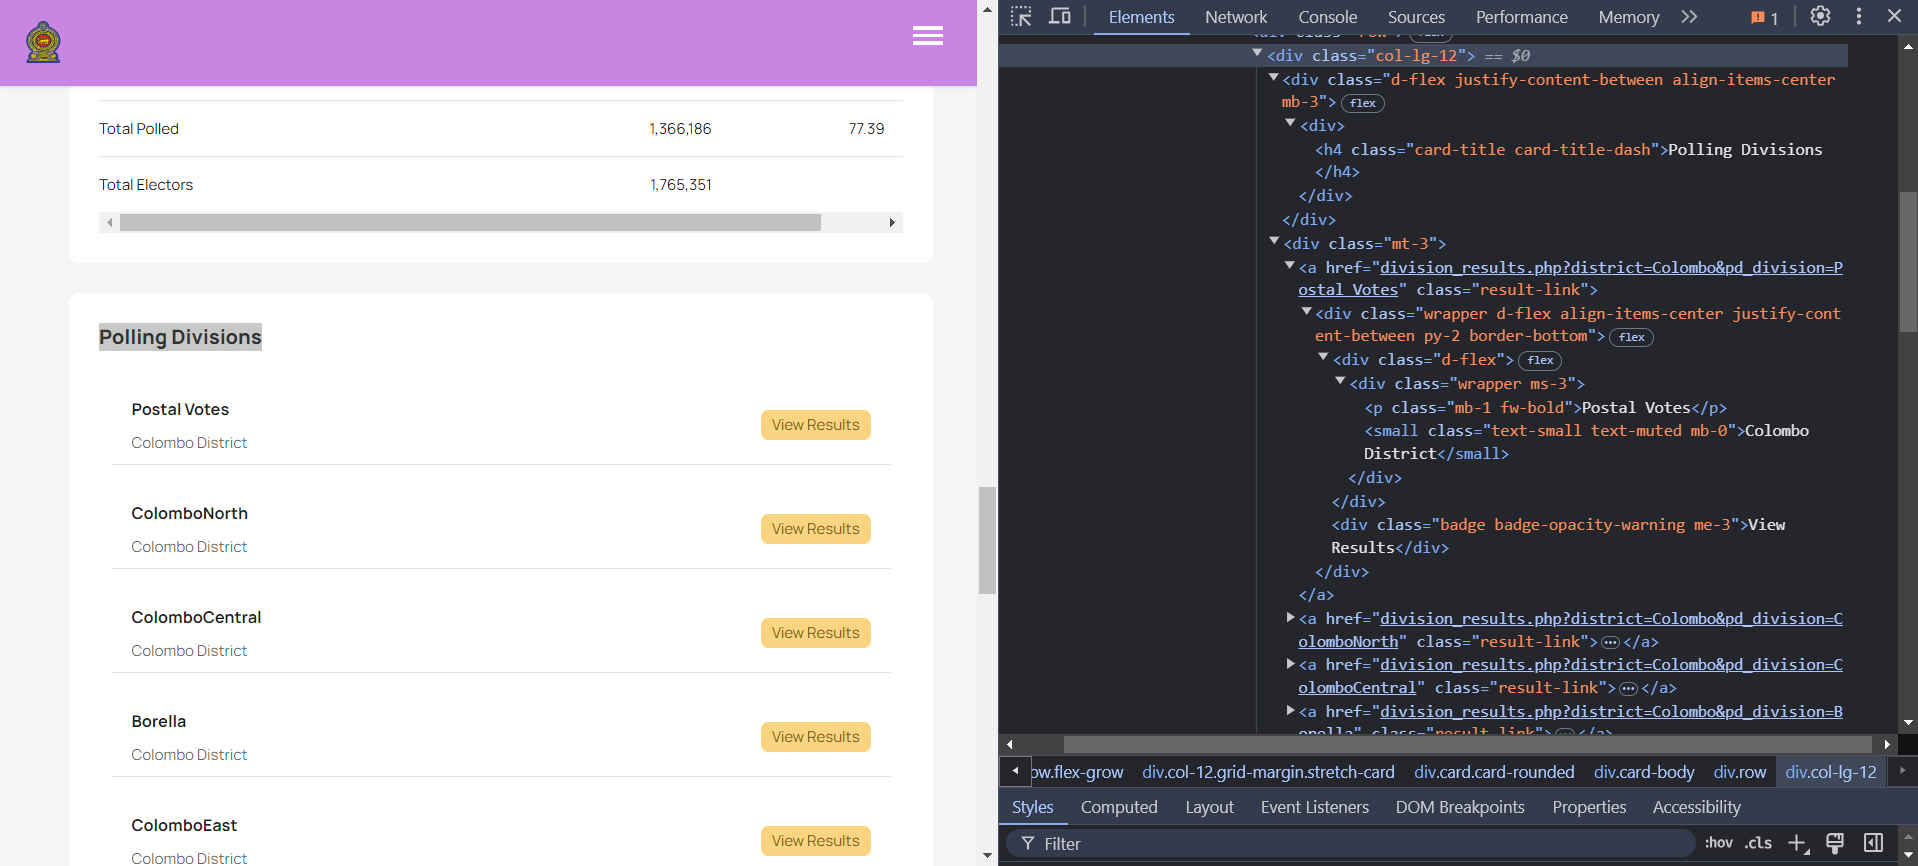 Total Polled 1,366,186 77.39
Total Electors 1,765,351
Polling Divisions
Postal Votes
Colombo District
View Results
ColomboNorth
Colombo District
View Results
ColomboCentral
Colombo District
View Results
Borella
Colombo District
View Results
ColomboEast
Colombo District
View Results
Elements Network Console Sources Performance Memory 1
<div class="col-lg-12"> == $0
<div class="d-flex justify-content-between align-items-center
mb-3"> flex
<div>
<h4 class="card-title card-title-dash">Polling Divisions
</h4>
</div>
</div>
<div class="mt-3">
<a href="division_results.php?district=Colombo&pd_division=P
ostal Votes" class="result-link">
<div class="wrapper d-flex align-items-center justify-cont
ent-between py-2 border-bottom"> flex
<div class="d-flex"> flex
<div class="wrapper ms-3">
<p class="mb-1 fw-bold">Postal Votes</p>
<small class="text-small text-muted mb-0">Colombo
District</small>
</div>
</div>
<div class="badge badge-opacity-warning me-3">View
Results</div>
</div>
</a>
<a href="division_results.php?district=Colombo&pd_division=C
olomboNorth" class="result-link">…</a>
<a href="division_results.php?district=Colombo&pd_division=C
olomboCentral" class="result-link">…</a>
<a href="division_results.php?district=Colombo&pd_division=B
orella" class="result-link">…</a>
ow.flex-grow div.col-12.grid-margin.stretch-card div.card.card-rounded div.card-body div.row div.col-lg-12
Styles Computed Layout Event Listeners DOM Breakpoints Properties Accessibility
Filter :hov .cls